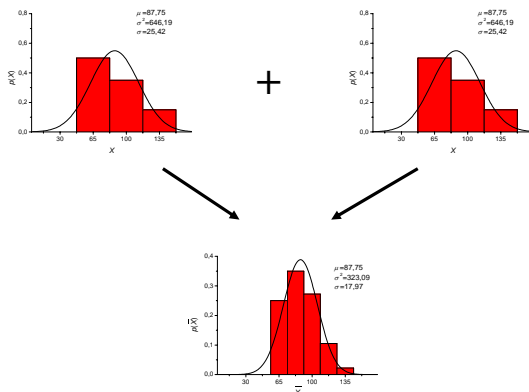 μ=87,75
σ²=646,19
σ=25,42
0,8
0,6
0,4
0,2
0,0
p(X)
30 65 100 135
X
+
μ=87,75
σ²=646,19
σ=25,42
0,8
0,6
0,4
0,2
0,0
p(X)
30 65 100 135
X
μ=87,75
σ²=323,09
σ=17,97
0,4
0,3
0,2
0,1
0,0
p(X̅)
30 65 100 135
X̅